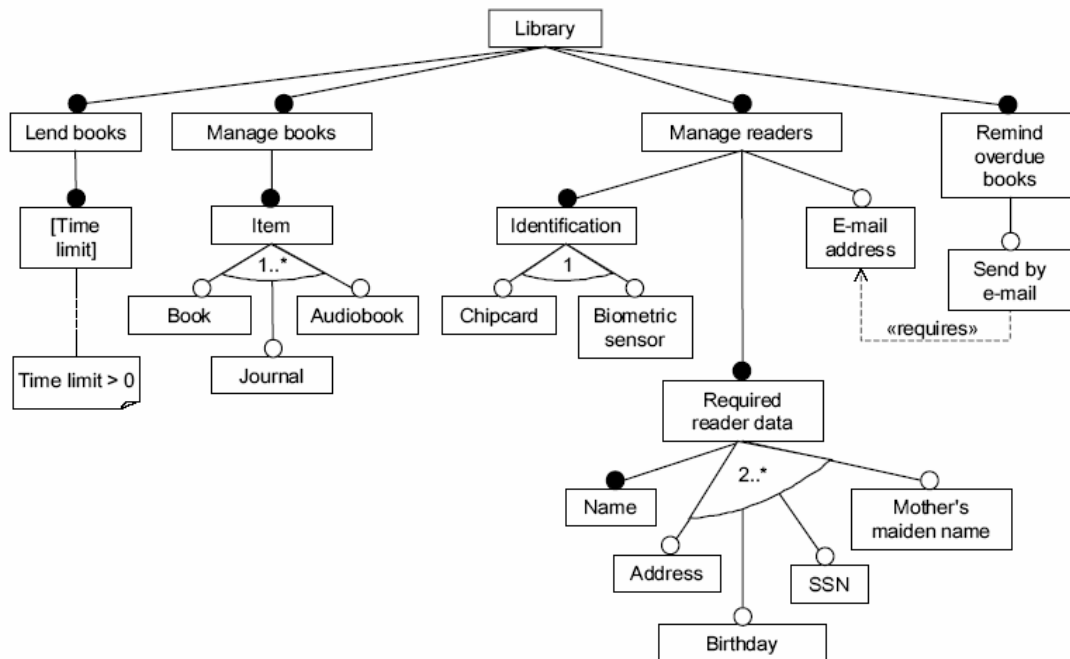 Library
Lend books
Manage books
Manage readers
Remind
overdue
books
[Time
limit]
Item
Identification
E-mail
address
1..*
1
Send by
e-mail
Book
Audiobook
Chipcard
Biometric
sensor
«requires»
Journal
Time limit > 0
Required
reader data
2..*
Name
Mother's
maiden name
Address
SSN
Birthday